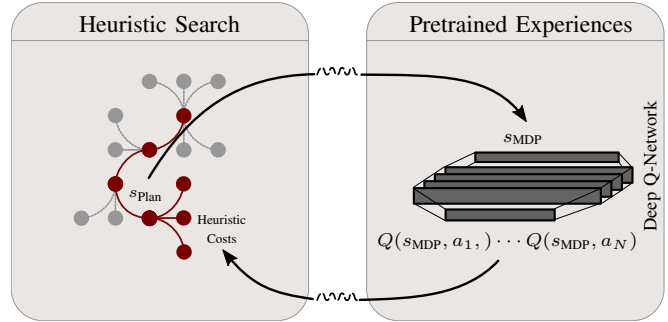 Heuristic Search
s_Plan
Heuristic
Costs
Pretrained Experiences
s_MDP
Deep Q-Network
Q(s_MDP, a_1,) ··· Q(s_MDP, a_N)